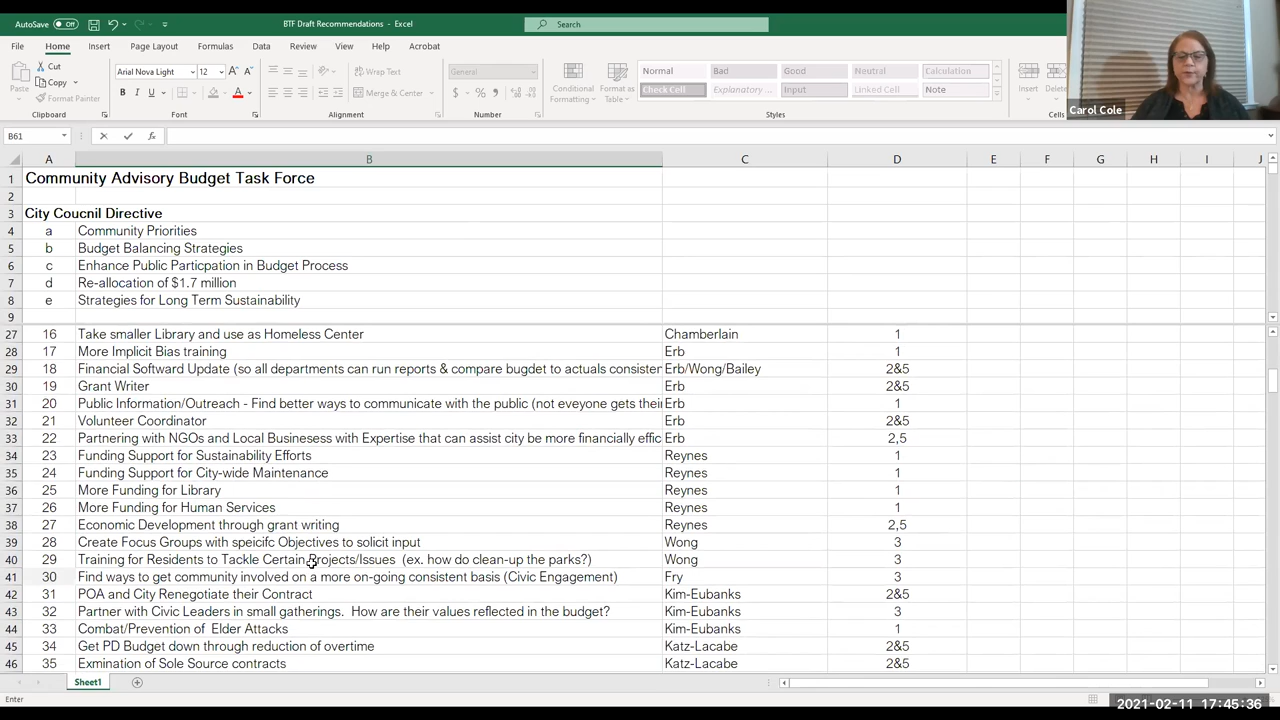 AutoSave Off BTF Draft Recommendations - Excel Search
File Home Insert Page Layout Formulas Data Review View Help Acrobat
Paste Cut Copy Format Painter Arial Nova Light 12 Wrap Text General Conditional Formatting Format as Table Normal Bad Good Neutral Calculation Insert Delete
B I U A Merge & Center $ % Check Cell Explanatory ... Input Linked Cell Note
Clipboard Font Alignment Number Styles Cells
Carol Cole
B61 fx
A B C D E F G H I J
1 Community Advisory Budget Task Force
2
3 City Coucnil Directive
4 a Community Priorities
5 b Budget Balancing Strategies
6 c Enhance Public Particpation in Budget Process
7 d Re-allocation of $1.7 million
8 e Strategies for Long Term Sustainability
9
27 16 Take smaller Library and use as Homeless Center Chamberlain 1
28 17 More Implicit Bias training Erb 1
29 18 Financial Softward Update (so all departments can run reports & compare bugdet to actuals consisten Erb/Wong/Bailey 2&5
30 19 Grant Writer Erb 2&5
31 20 Public Information/Outreach - Find better ways to communicate with the public (not eveyone gets their Erb 1
32 21 Volunteer Coordinator Erb 2&5
33 22 Partnering with NGOs and Local Businesess with Expertise that can assist city be more financially effic Erb 2,5
34 23 Funding Support for Sustainability Efforts Reynes 1
35 24 Funding Support for City-wide Maintenance Reynes 1
36 25 More Funding for Library Reynes 1
37 26 More Funding for Human Services Reynes 1
38 27 Economic Development through grant writing Reynes 2,5
39 28 Create Focus Groups with speicifc Objectives to solicit input Wong 3
40 29 Training for Residents to Tackle Certain Projects/Issues (ex. how do clean-up the parks?) Wong 3
41 30 Find ways to get community involved on a more on-going consistent basis (Civic Engagement) Fry 3
42 31 POA and City Renegotiate their Contract Kim-Eubanks 2&5
43 32 Partner with Civic Leaders in small gatherings. How are their values reflected in the budget? Kim-Eubanks 3
44 33 Combat/Prevention of Elder Attacks Kim-Eubanks 1
45 34 Get PD Budget down through reduction of overtime Katz-Lacabe 2&5
46 35 Exmination of Sole Source contracts Katz-Lacabe 2&5
Sheet1
Enter
2021-02-11 17:45:36